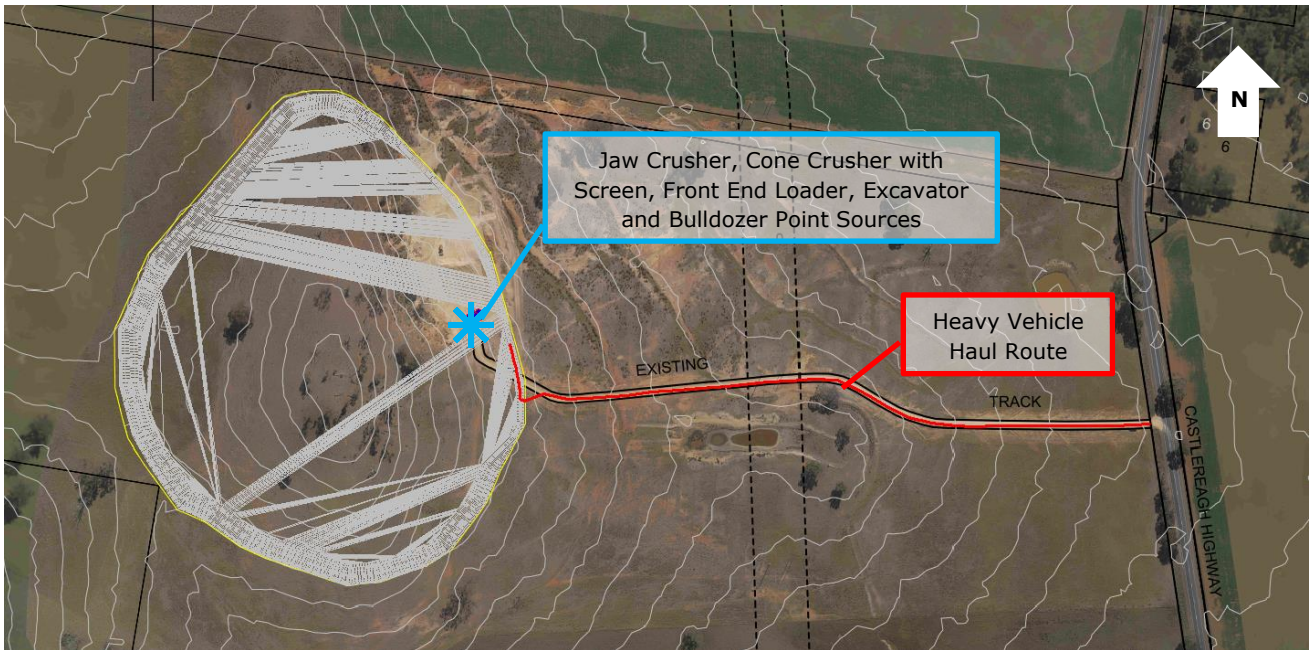 N
6
6
Jaw Crusher, Cone Crusher with
Screen, Front End Loader, Excavator
and Bulldozer Point Sources
Heavy Vehicle
Haul Route
EXISTING
TRACK
CASTLEREAGH HIGHWAY